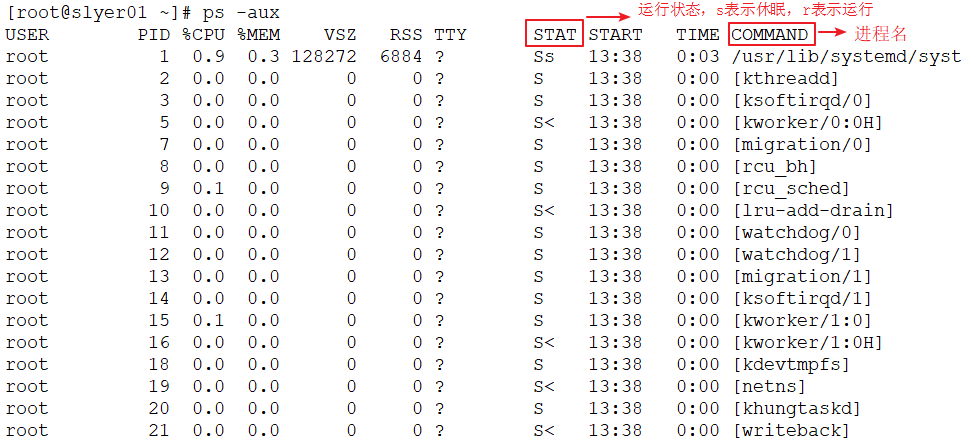 [root@slyer01 ~]# ps -aux
运行状态，s表示休眠，r表示运行
USER PID %CPU %MEM VSZ RSS TTY STAT START TIME COMMAND 进程名
root 1 0.9 0.3 128272 6884 ? Ss 13:38 0:03 /usr/lib/systemd/syst
root 2 0.0 0.0 0 0 ? S 13:38 0:00 [kthreadd]
root 3 0.0 0.0 0 0 ? S 13:38 0:00 [ksoftirqd/0]
root 5 0.0 0.0 0 0 ? S< 13:38 0:00 [kworker/0:0H]
root 7 0.0 0.0 0 0 ? S 13:38 0:00 [migration/0]
root 8 0.0 0.0 0 0 ? S 13:38 0:00 [rcu_bh]
root 9 0.1 0.0 0 0 ? S 13:38 0:00 [rcu_sched]
root 10 0.0 0.0 0 0 ? S< 13:38 0:00 [lru-add-drain]
root 11 0.0 0.0 0 0 ? S 13:38 0:00 [watchdog/0]
root 12 0.0 0.0 0 0 ? S 13:38 0:00 [watchdog/1]
root 13 0.0 0.0 0 0 ? S 13:38 0:00 [migration/1]
root 14 0.0 0.0 0 0 ? S 13:38 0:00 [ksoftirqd/1]
root 15 0.1 0.0 0 0 ? S 13:38 0:00 [kworker/1:0]
root 16 0.0 0.0 0 0 ? S< 13:38 0:00 [kworker/1:0H]
root 18 0.0 0.0 0 0 ? S 13:38 0:00 [kdevtmpfs]
root 19 0.0 0.0 0 0 ? S< 13:38 0:00 [netns]
root 20 0.0 0.0 0 0 ? S 13:38 0:00 [khungtaskd]
root 21 0.0 0.0 0 0 ? S< 13:38 0:00 [writeback]